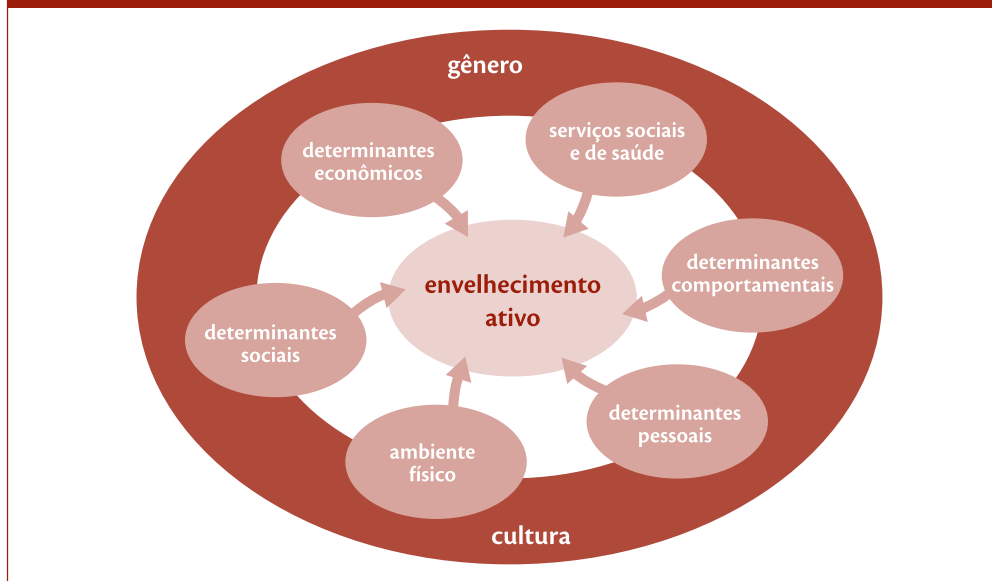 gênero
serviços sociais
e de saúde
determinantes
econômicos
determinantes
comportamentais
envelhecimento
ativo
determinantes
sociais
determinantes
pessoais
ambiente
físico
cultura